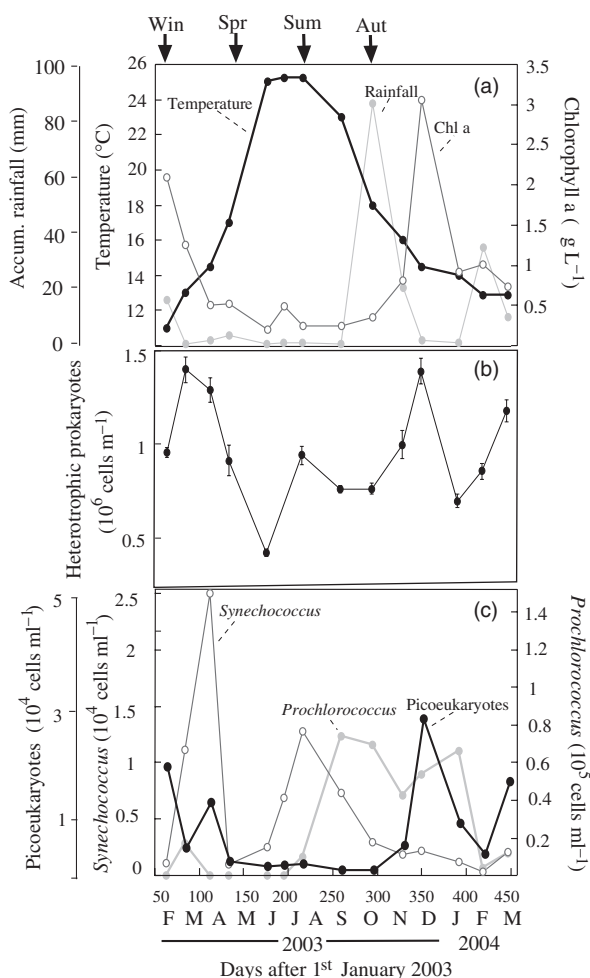 Win Spr Sum Aut
Accum. rainfall (mm)
100
80
60
40
20
0
Temperature (°C)
26
24
22
20
18
16
14
12
(a)
Temperature
Rainfall
Chl a
3.5
3
2.5
2
1.5
1
0.5
0
Chlorophyll a ( g L–1)
Heterotrophic prokaryotes
(106 cells m–1)
1.5
1
0.5
(b)
Picoeukaryotes (104 cells ml–1)
5
3
1
Synechococcus (104 cells ml–1)
2.5
2
1.5
1
0.5
0
(c)
Synechococcus
Prochlorococcus
Picoeukaryotes
1.4
1
0.8
0.6
0.4
0.2
Prochlorococcus (105 cells ml–1)
50 100 150 200 250 300 350 400 450
F M A J J A S O N D J F M
2003 2004
Days after 1st January 2003